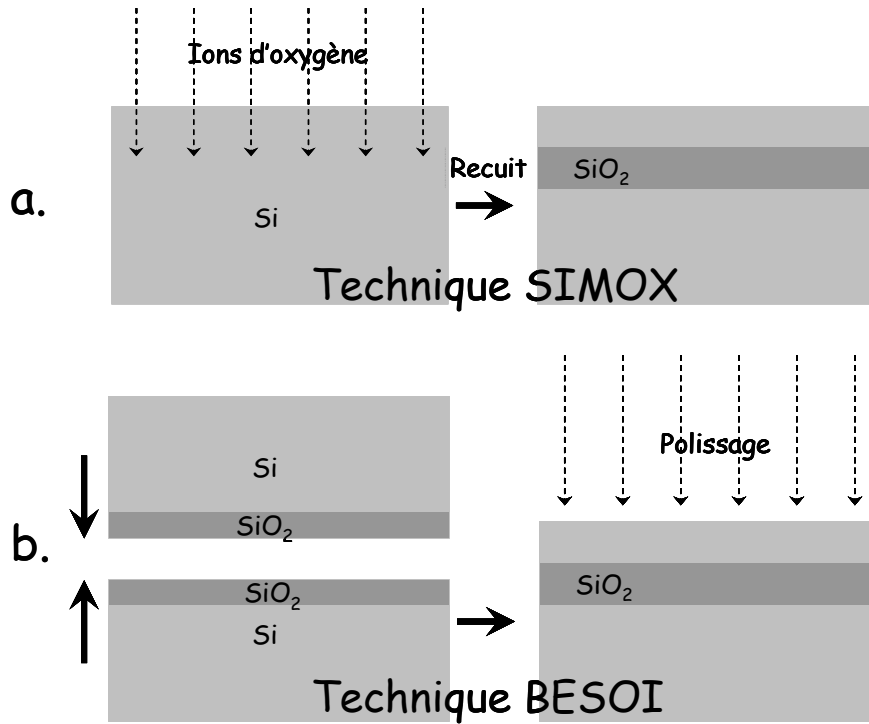 Ions d'oxygène
a.
Si
Recuit
SiO₂
Technique SIMOX
b.
Si
SiO₂
SiO₂
Si
Polissage
SiO₂
Technique BESOI